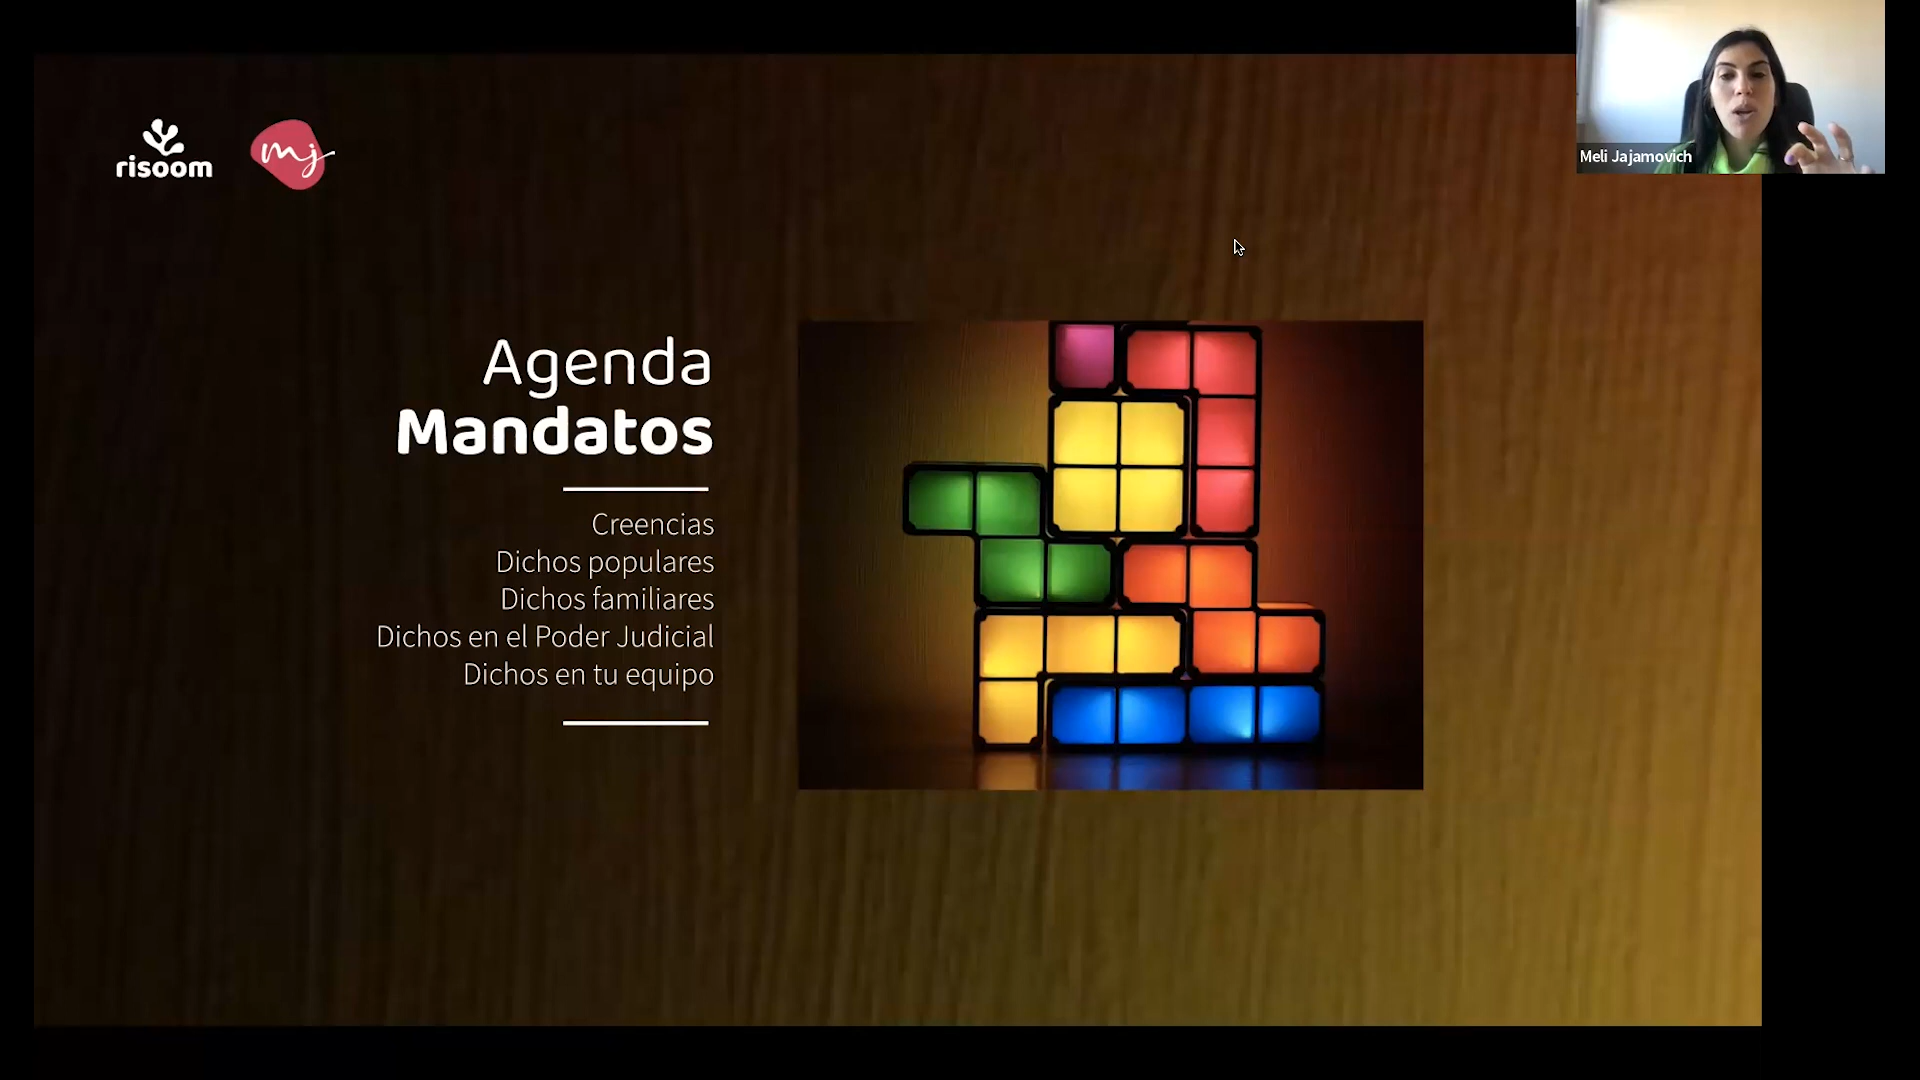 risoom
mj
Meli Jajamovich
Agenda
Mandatos
Creencias
Dichos populares
Dichos familiares
Dichos en el Poder Judicial
Dichos en tu equipo